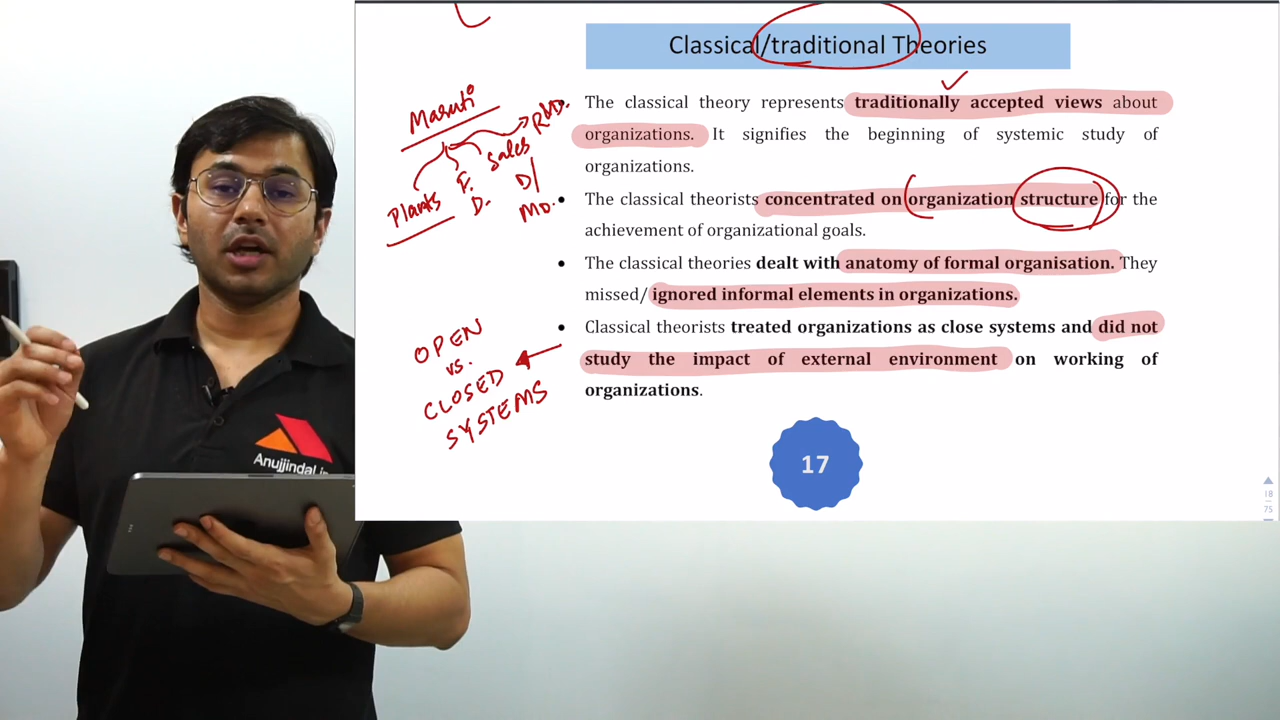 Classical/traditional Theories
• The classical theory represents traditionally accepted views about
organizations. It signifies the beginning of systemic study of
organizations.
• The classical theorists concentrated on organization structure for the
achievement of organizational goals.
• The classical theories dealt with anatomy of formal organisation. They
missed/ ignored informal elements in organizations.
• Classical theorists treated organizations as close systems and did not
study the impact of external environment on working of
organizations.
17
18
75
Maruti
Plants
F.
D.
Sales
D/
Mo.
OPEN
vs.
CLOSED
SYSTEMS
Anujjindal.in